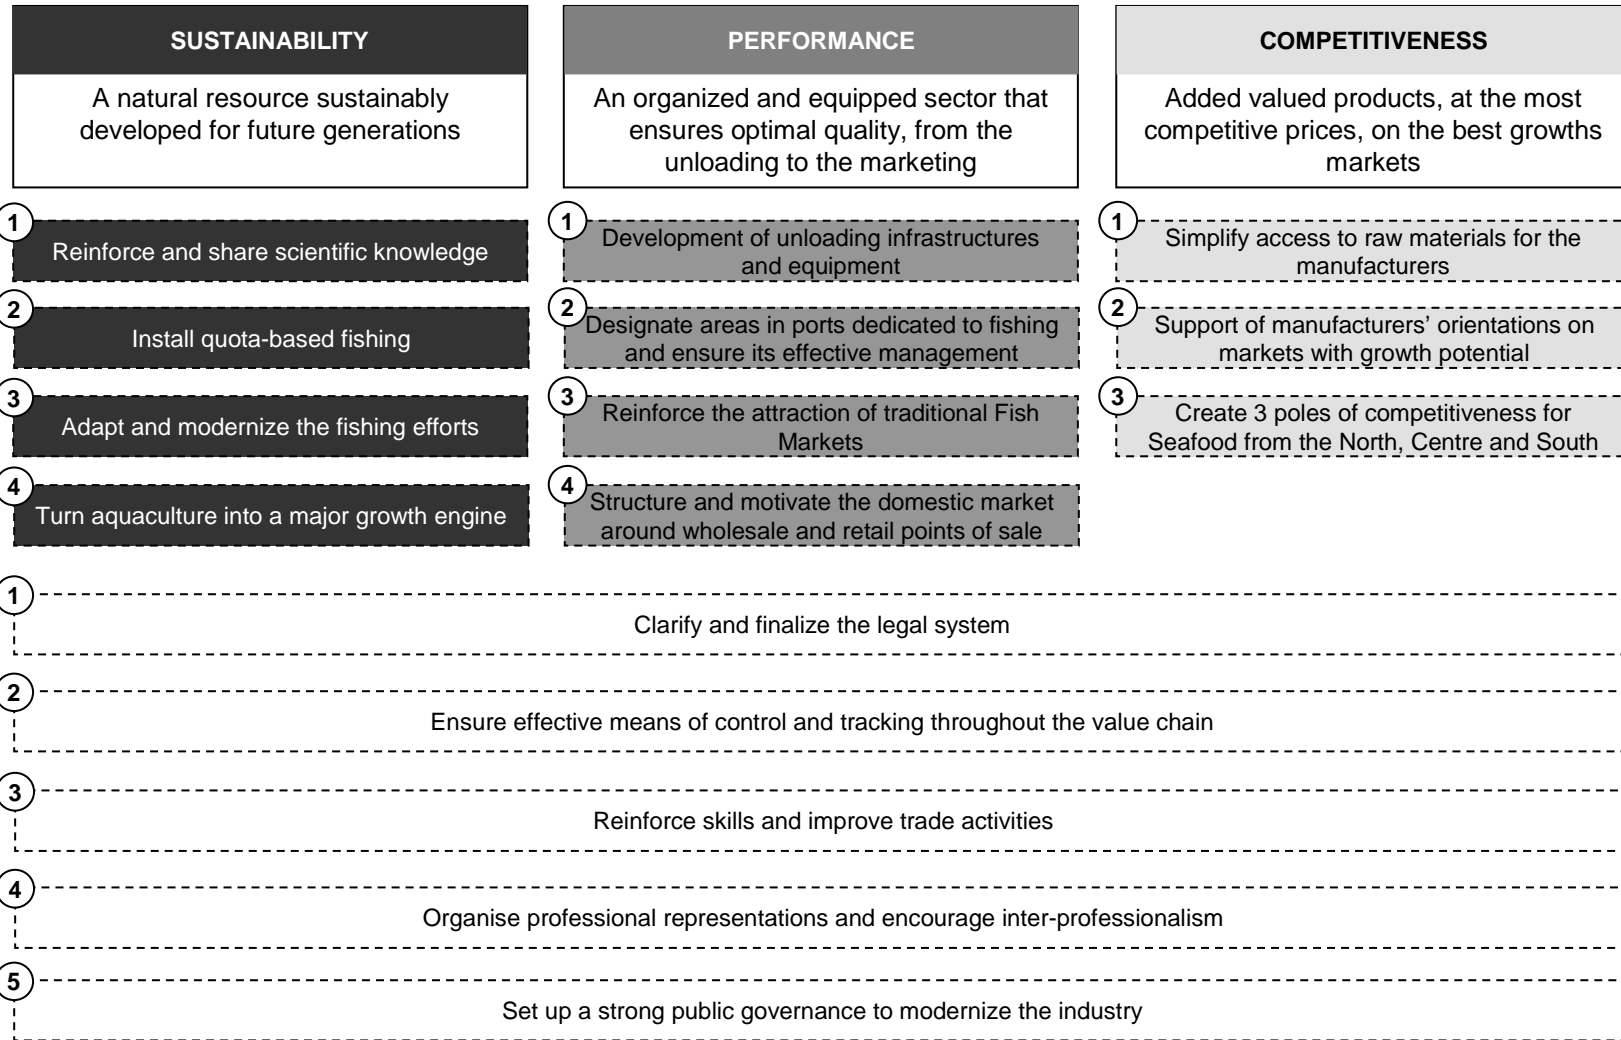 SUSTAINABILITY
A natural resource sustainably
developed for future generations
PERFORMANCE
An organized and equipped sector that
ensures optimal quality, from the
unloading to the marketing
COMPETITIVENESS
Added valued products, at the most
competitive prices, on the best growths
markets
1
Reinforce and share scientific knowledge
2
Install quota-based fishing
3
Adapt and modernize the fishing efforts
4
Turn aquaculture into a major growth engine
1
Development of unloading infrastructures
and equipment
2
Designate areas in ports dedicated to fishing
and ensure its effective management
3
Reinforce the attraction of traditional Fish
Markets
4
Structure and motivate the domestic market
around wholesale and retail points of sale
1
Simplify access to raw materials for the
manufacturers
2
Support of manufacturers’ orientations on
markets with growth potential
3
Create 3 poles of competitiveness for
Seafood from the North, Centre and South
1
Clarify and finalize the legal system
2
Ensure effective means of control and tracking throughout the value chain
3
Reinforce skills and improve trade activities
4
Organise professional representations and encourage inter-professionalism
5
Set up a strong public governance to modernize the industry